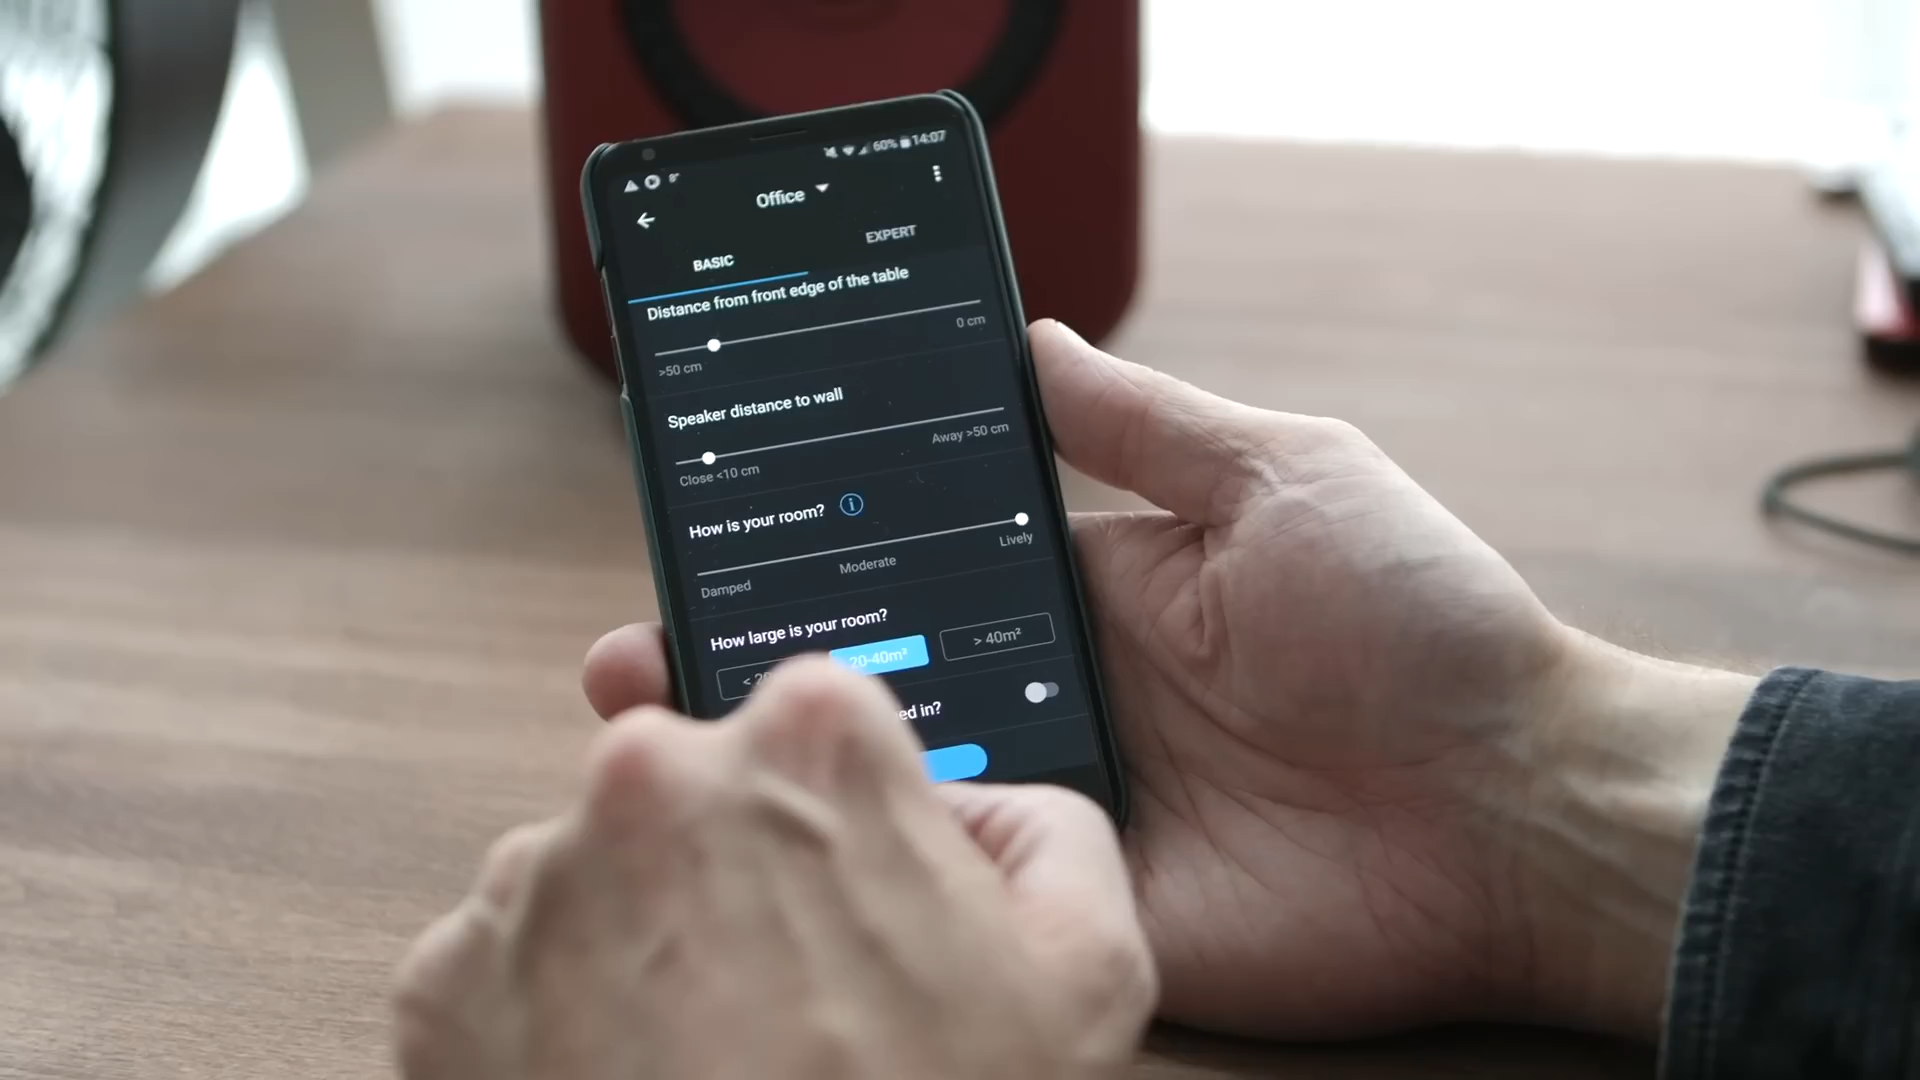 60% 14:07
Office
BASIC EXPERT
Distance from front edge of the table
>50 cm 0 cm
Speaker distance to wall
Close <10 cm Away >50 cm
How is your room?
Damped Moderate Lively
How large is your room?
20-40m² > 40m²
in?